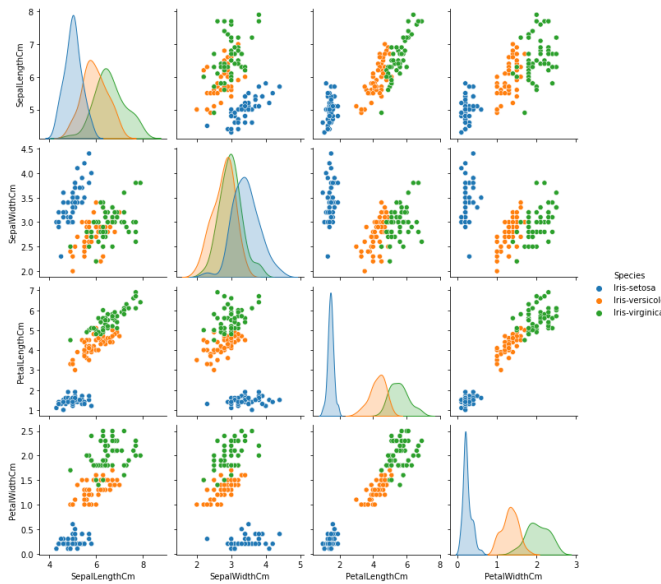 8
7
6
5
SepalLengthCm
4.5
4.0
3.5
3.0
2.5
2.0
SepalWidthCm
Species
Iris-setosa
Iris-versicol
Iris-virginica
7
6
5
4
3
2
1
PetalLengthCm
2.5
2.0
1.5
1.0
0.5
0.0
PetalWidthCm
4 6 8
2 3 4 5
2 4 6 8
0 1 2 3
SepalLengthCm
SepalWidthCm
PetalLengthCm
PetalWidthCm